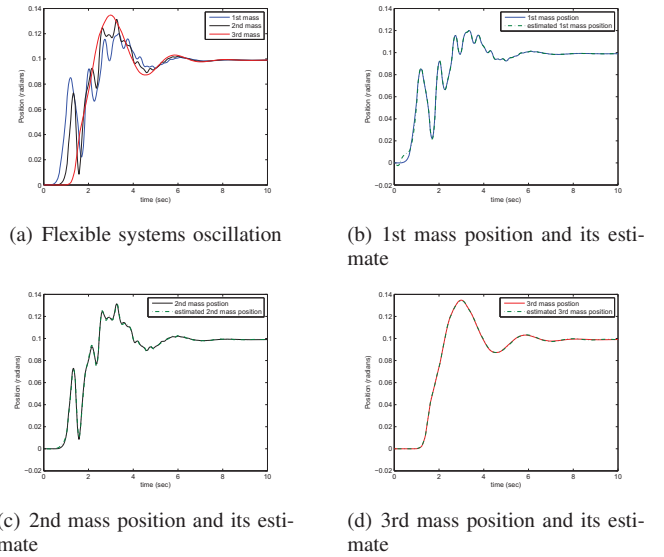 0.14
0.12
0.1
0.08
0.06
0.04
0.02
0
Position (radians)
0 2 4 6 8 10
time (sec)
1st mass
2nd mass
3rd mass
(a) Flexible systems oscillation
0.14
0.12
0.1
0.08
0.06
0.04
0.02
0
−0.02
Position (radians)
0 2 4 6 8 10
time (sec)
1st mass postion
estimated 1st mass position
(b) 1st mass position and its esti-
mate
0.14
0.12
0.1
0.08
0.06
0.04
0.02
0
−0.02
Position (radians)
0 2 4 6 8 10
time (sec)
2nd mass postion
estimated 2nd mass position
(c) 2nd mass position and its esti-
mate
0.14
0.12
0.1
0.08
0.06
0.04
0.02
0
−0.02
Position (radians)
0 2 4 6 8 10
time (sec)
3rd mass postion
estimated 3rd mass position
(d) 3rd mass position and its esti-
mate